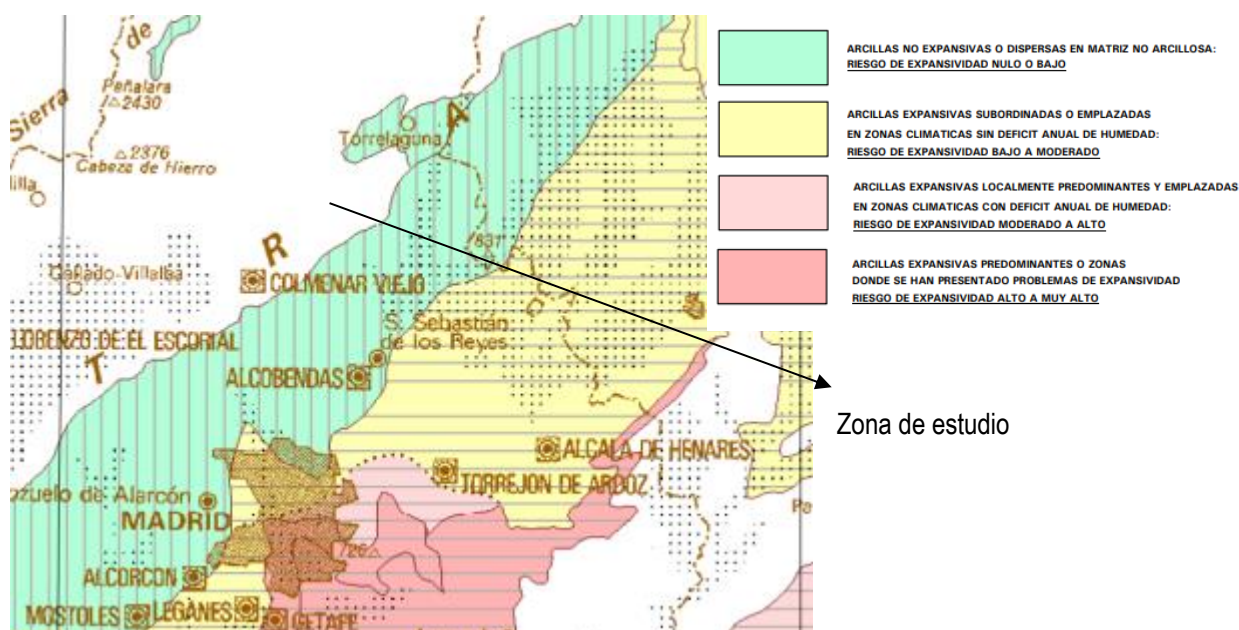 de
Sierra
Peñalara
△2430
△2376
Cabeza de Hierro
illa
Torrelaguna
A
R
T
831
Collado-Villalba
COLMENAR VIEJO
S. Sebastián
de los Reyes
LORENZO DE EL ESCORIAL
ALCOBENDAS
ALCALA DE HENARES
TORREJON DE ARDOZ
ozuelo de Alarcón
MADRID
Pa
726△
ALCORCON
MOSTOLES
LEGANES
GETAFE
ARCILLAS NO EXPANSIVAS O DISPERSAS EN MATRIZ NO ARCILLOSA:
RIESGO DE EXPANSIVIDAD NULO O BAJO
ARCILLAS EXPANSIVAS SUBORDINADAS O EMPLAZADAS
EN ZONAS CLIMATICAS SIN DEFICIT ANUAL DE HUMEDAD:
RIESGO DE EXPANSIVIDAD BAJO A MODERADO
ARCILLAS EXPANSIVAS LOCALMENTE PREDOMINANTES Y EMPLAZADAS
EN ZONAS CLIMATICAS CON DEFICIT ANUAL DE HUMEDAD:
RIESGO DE EXPANSIVIDAD MODERADO A ALTO
ARCILLAS EXPANSIVAS PREDOMINANTES O ZONAS
DONDE SE HAN PRESENTADO PROBLEMAS DE EXPANSIVIDAD
RIESGO DE EXPANSIVIDAD ALTO A MUY ALTO
Zona de estudio